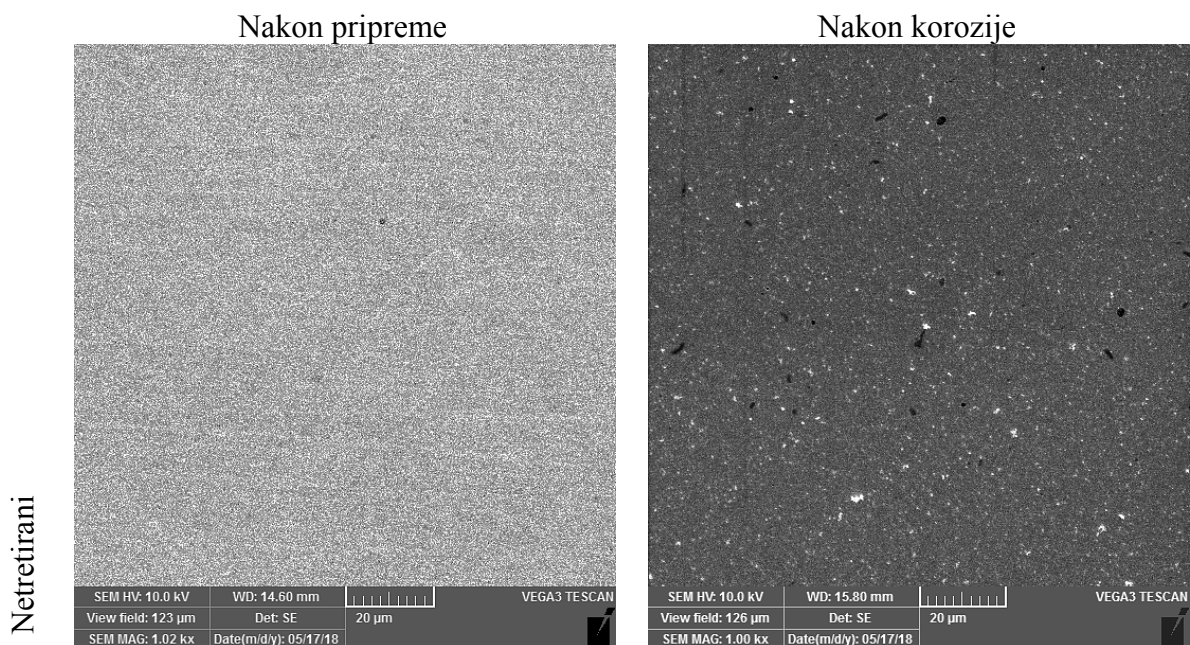 Nakon pripreme
Nakon korozije
Netretirani
SEM HV: 10.0 kV WD: 14.60 mm VEGA3 TESCAN
View field: 123 µm Det: SE 20 µm
SEM MAG: 1.02 kx Date(m/d/y): 05/17/18
SEM HV: 10.0 kV WD: 15.80 mm VEGA3 TESCAN
View field: 126 µm Det: SE 20 µm
SEM MAG: 1.00 kx Date(m/d/y): 05/17/18